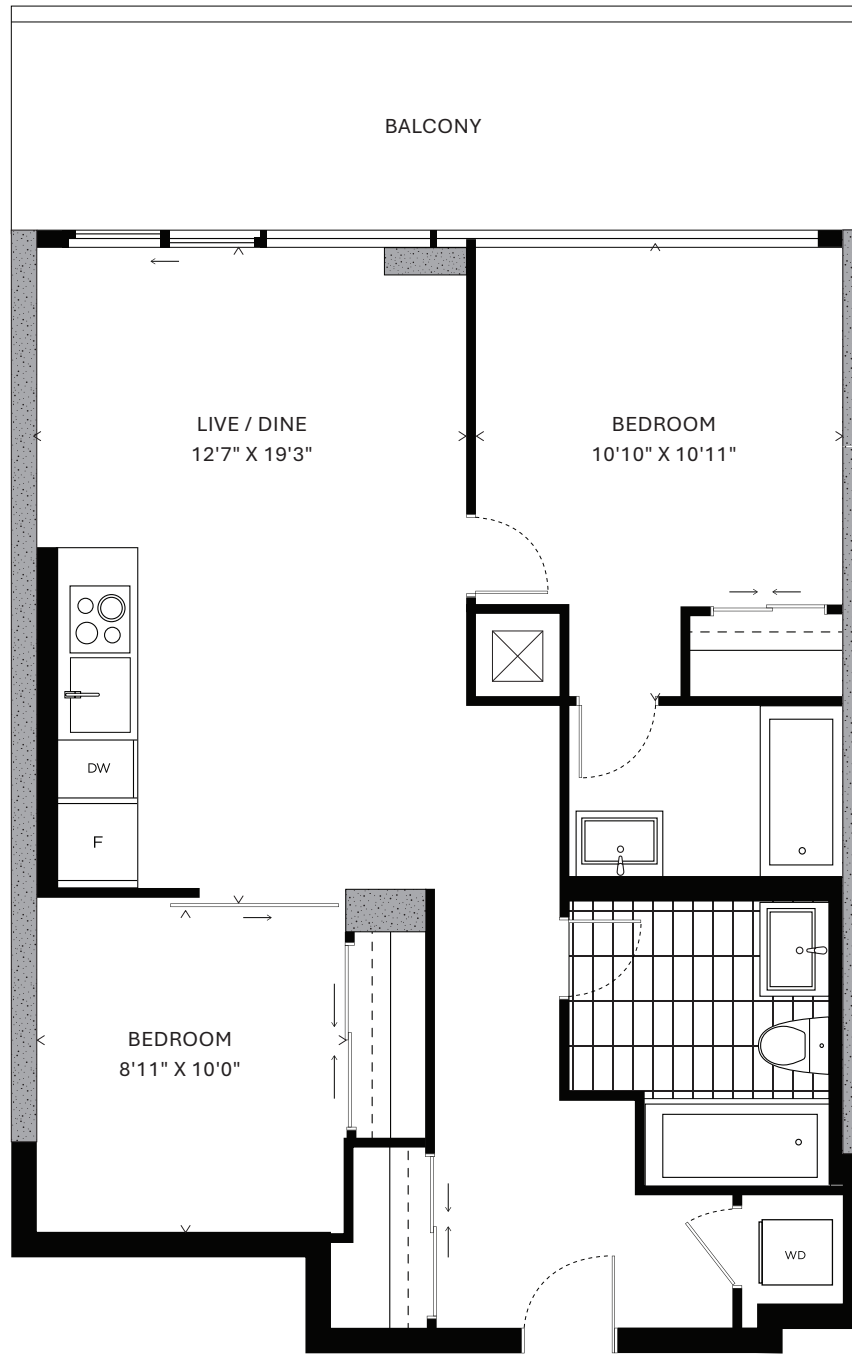 BALCONY
LIVE / DINE
12'7" X 19'3"
BEDROOM
10'10" X 10'11"
DW
F
BEDROOM
8'11" X 10'0"
WD